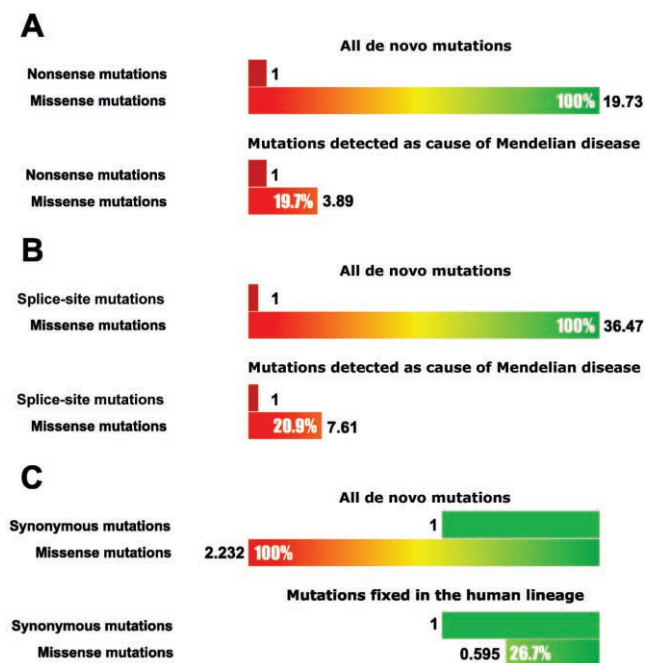 A
All de novo mutations
Nonsense mutations 1
Missense mutations 100% 19.73
Mutations detected as cause of Mendelian disease
Nonsense mutations 1
Missense mutations 19.7% 3.89
B
All de novo mutations
Splice-site mutations 1
Missense mutations 100% 36.47
Mutations detected as cause of Mendelian disease
Splice-site mutations 1
Missense mutations 20.9% 7.61
C
All de novo mutations
Synonymous mutations 1
Missense mutations 2.232 100%
Mutations fixed in the human lineage
Synonymous mutations 1
Missense mutations 0.595 26.7%